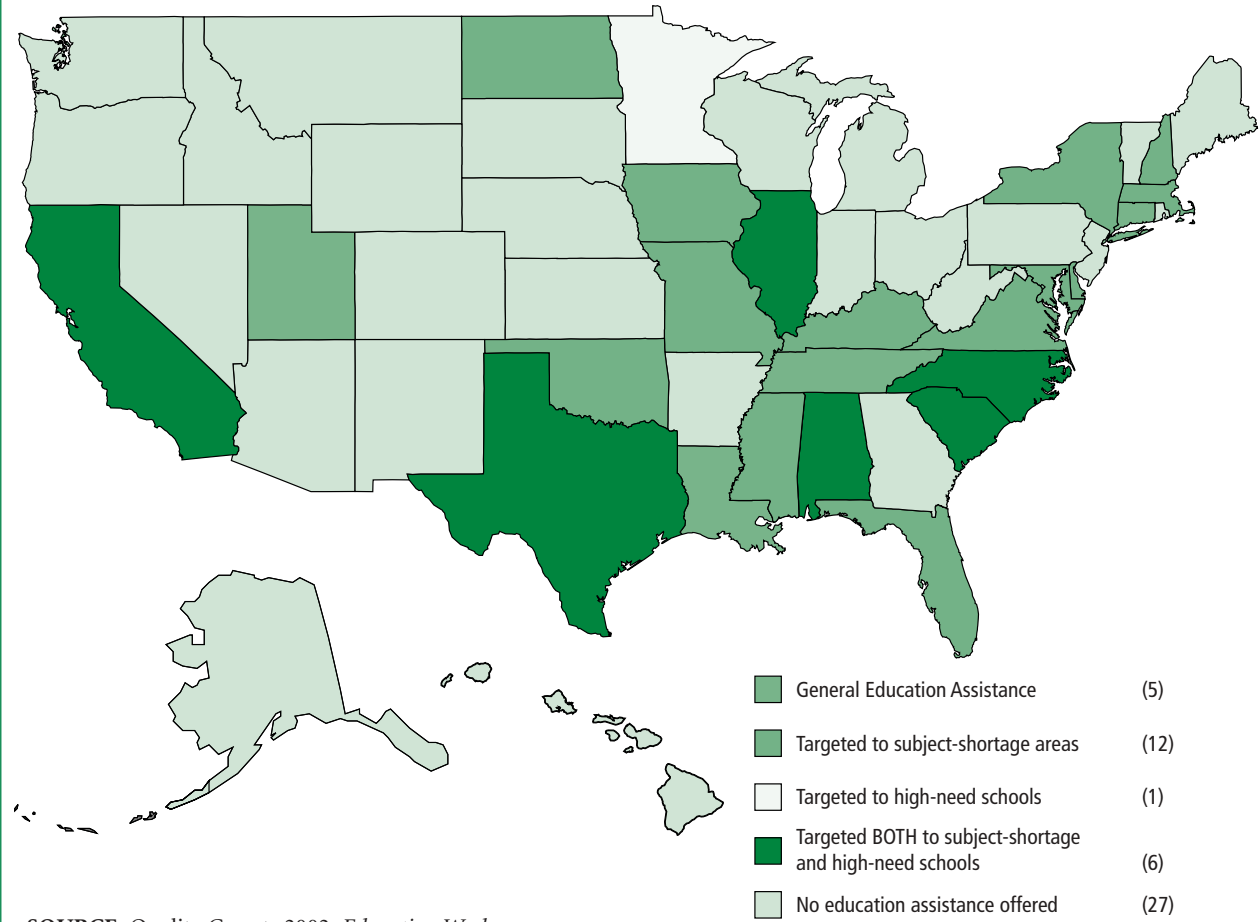 General Education Assistance (5)
Targeted to subject-shortage areas (12)
Targeted to high-need schools (1)
Targeted BOTH to subject-shortage
and high-need schools (6)
No education assistance offered (27)